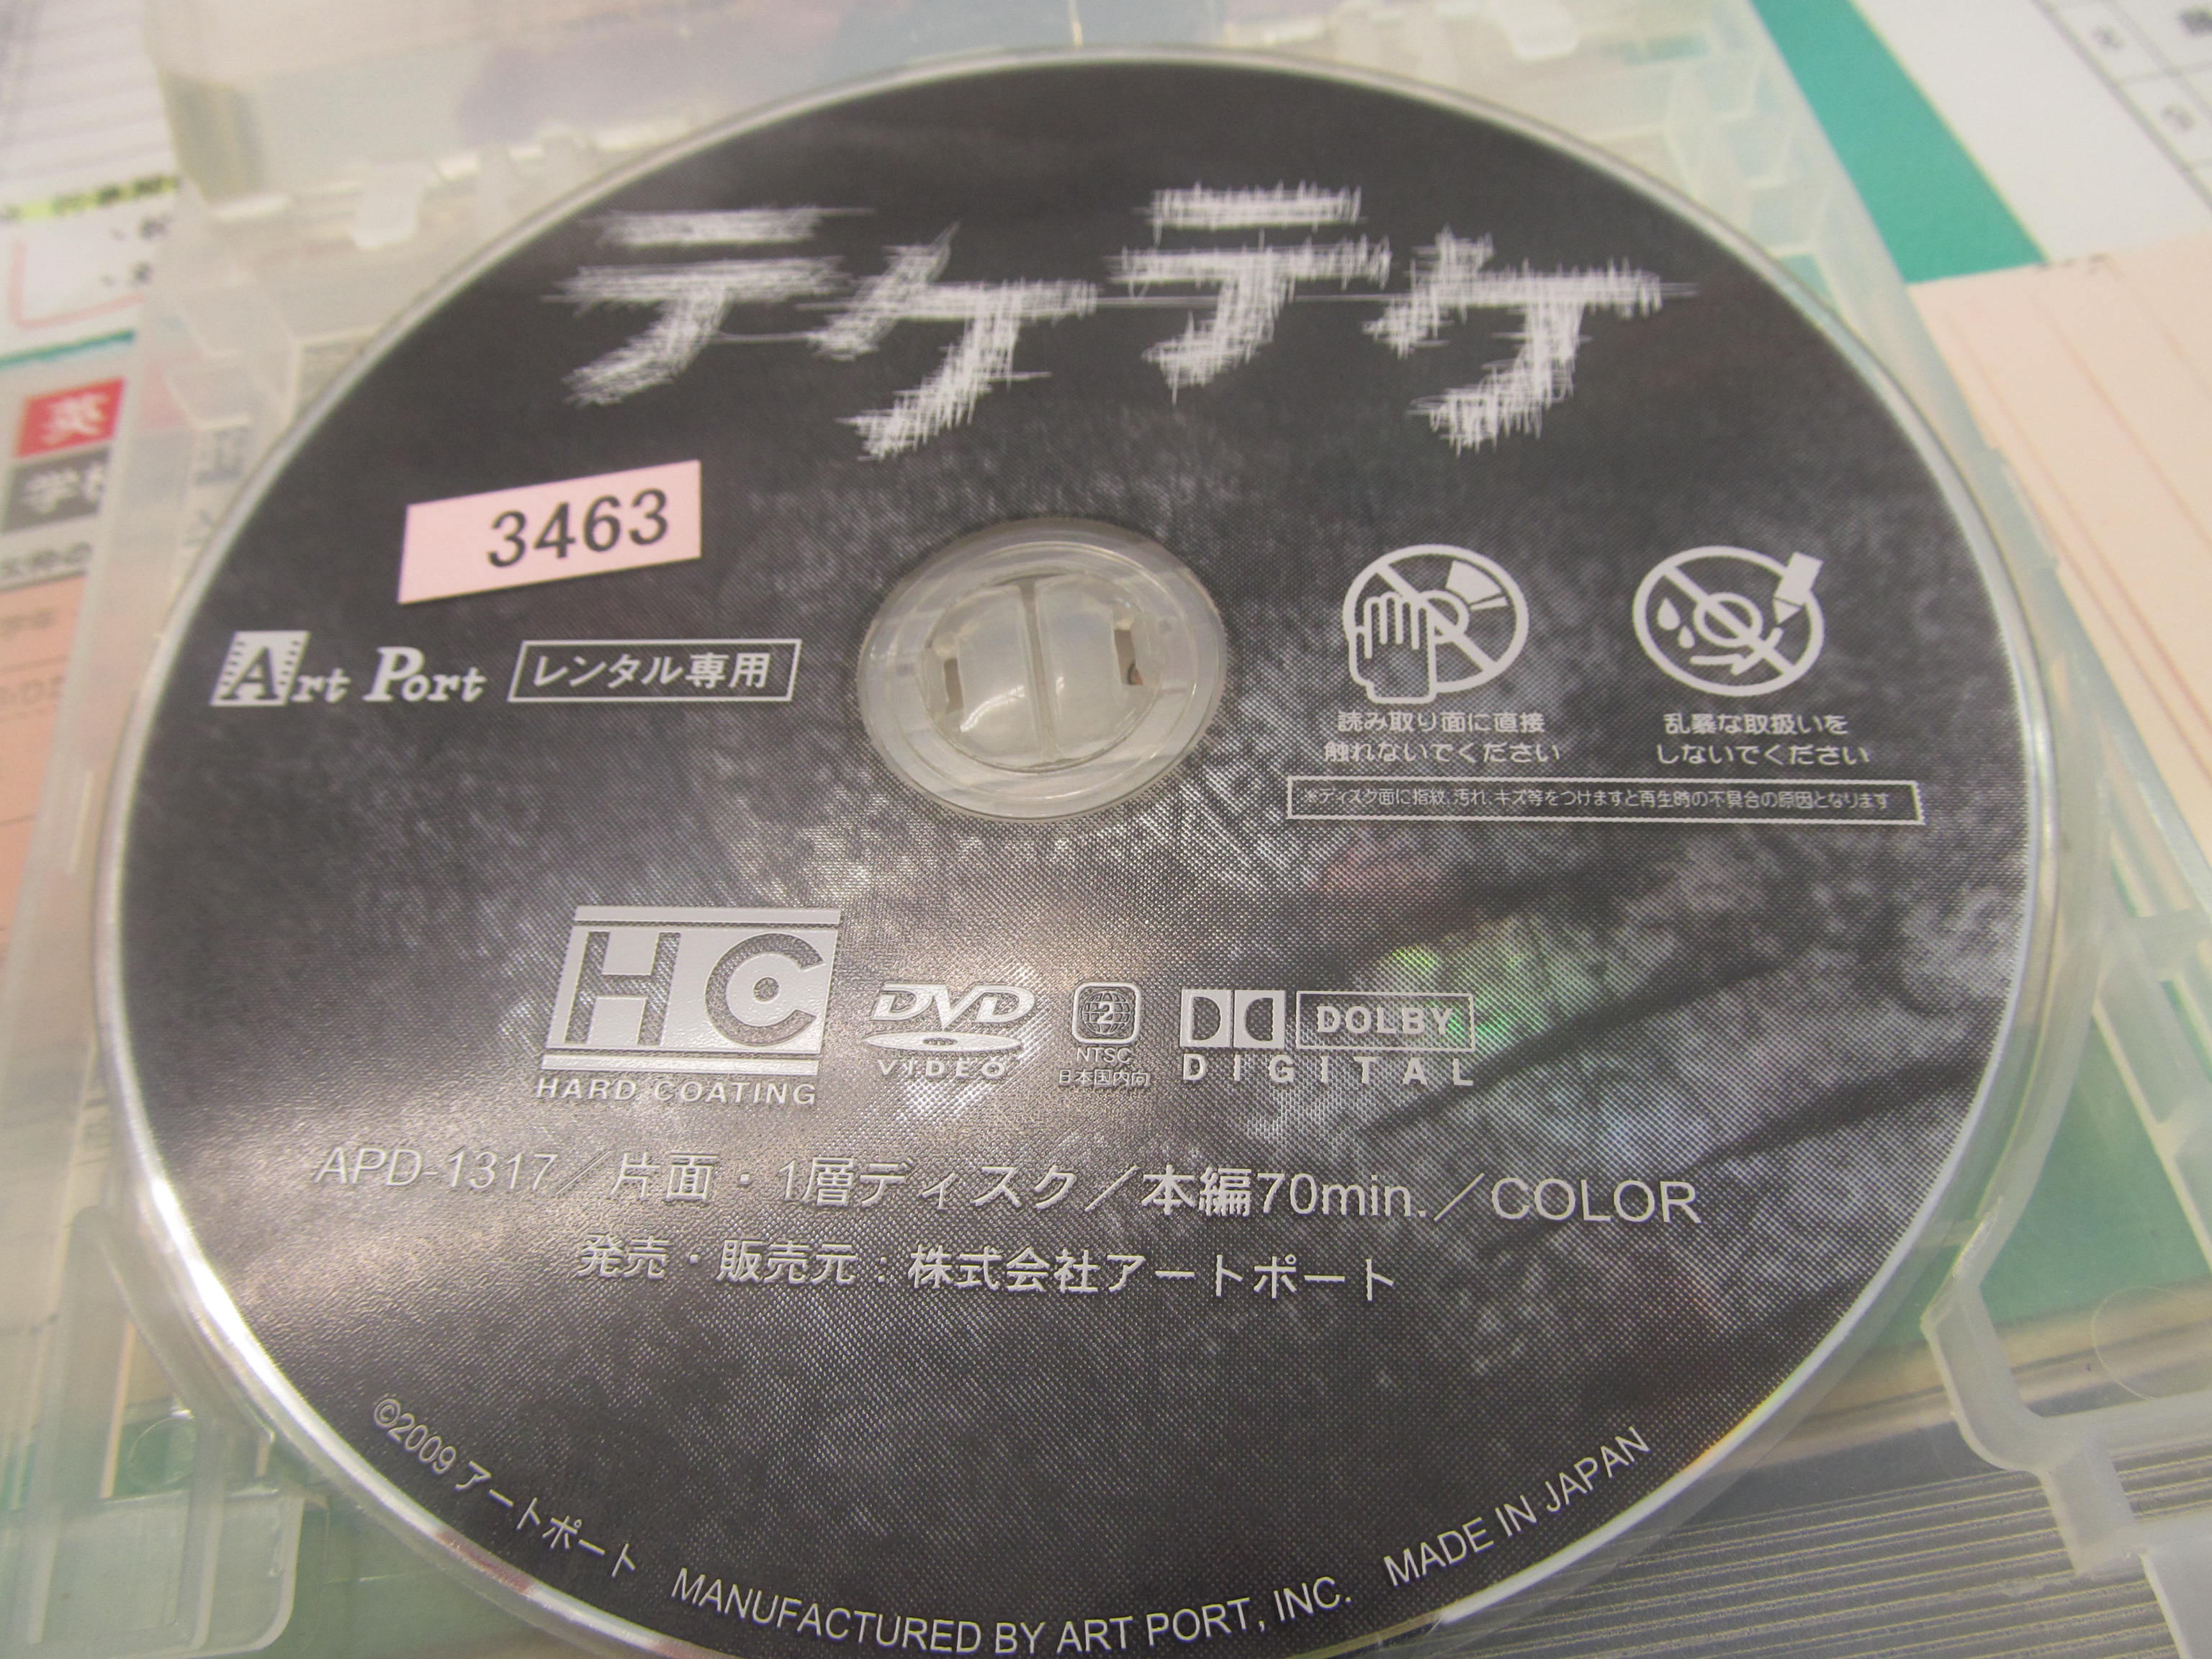 テケテケ
3463
Art Port レンタル専用
読み取り面に直接
触れないでください
乱暴な取扱いを
しないでください
※ディスク面に指紋、汚れ、キズ等をつけますと再生時の不具合の原因となります
HC
HARD COATING
DVD
VIDEO
2
NTSC
日本国内向
DOLBY
DIGITAL
APD-1317／片面・1層ディスク／本編70min.／COLOR
発売・販売元：株式会社アートポート
©2009 アートポート MANUFACTURED BY ART PORT, INC. MADE IN JAPAN